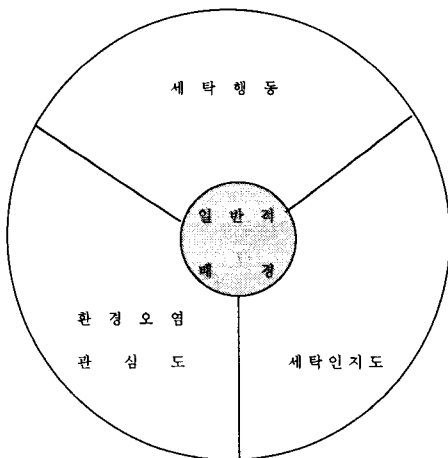 세 탁 행 동
일 반 적
배 경
환 경 오 염
관 심 도
세탁인지도